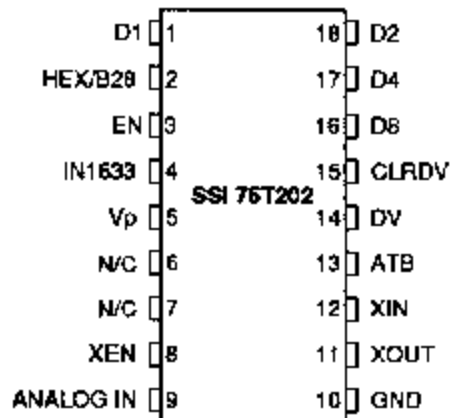 D1 1 18 D2
HEX/B28 2 17 D4
EN 3 16 D8
IN1633 4 15 CLRDV
SSI 75T202
Vp 5 14 DV
N/C 6 13 ATB
N/C 7 12 XIN
XEN 8 11 XOUT
ANALOG IN 9 10 GND